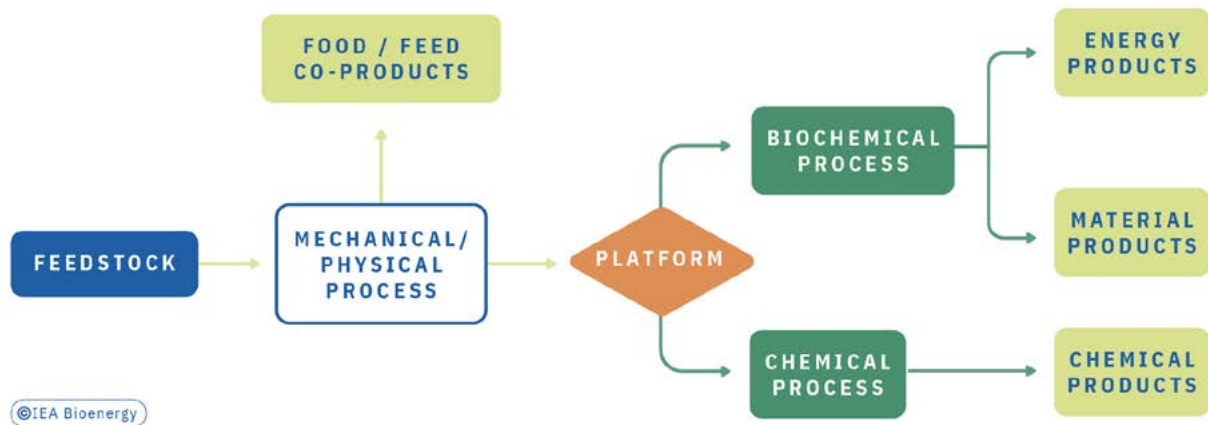 FOOD / FEED
CO-PRODUCTS
ENERGY
PRODUCTS
BIOCHEMICAL
PROCESS
FEEDSTOCK
MECHANICAL/
PHYSICAL
PROCESS
PLATFORM
MATERIAL
PRODUCTS
CHEMICAL
PROCESS
CHEMICAL
PRODUCTS
©IEA Bioenergy